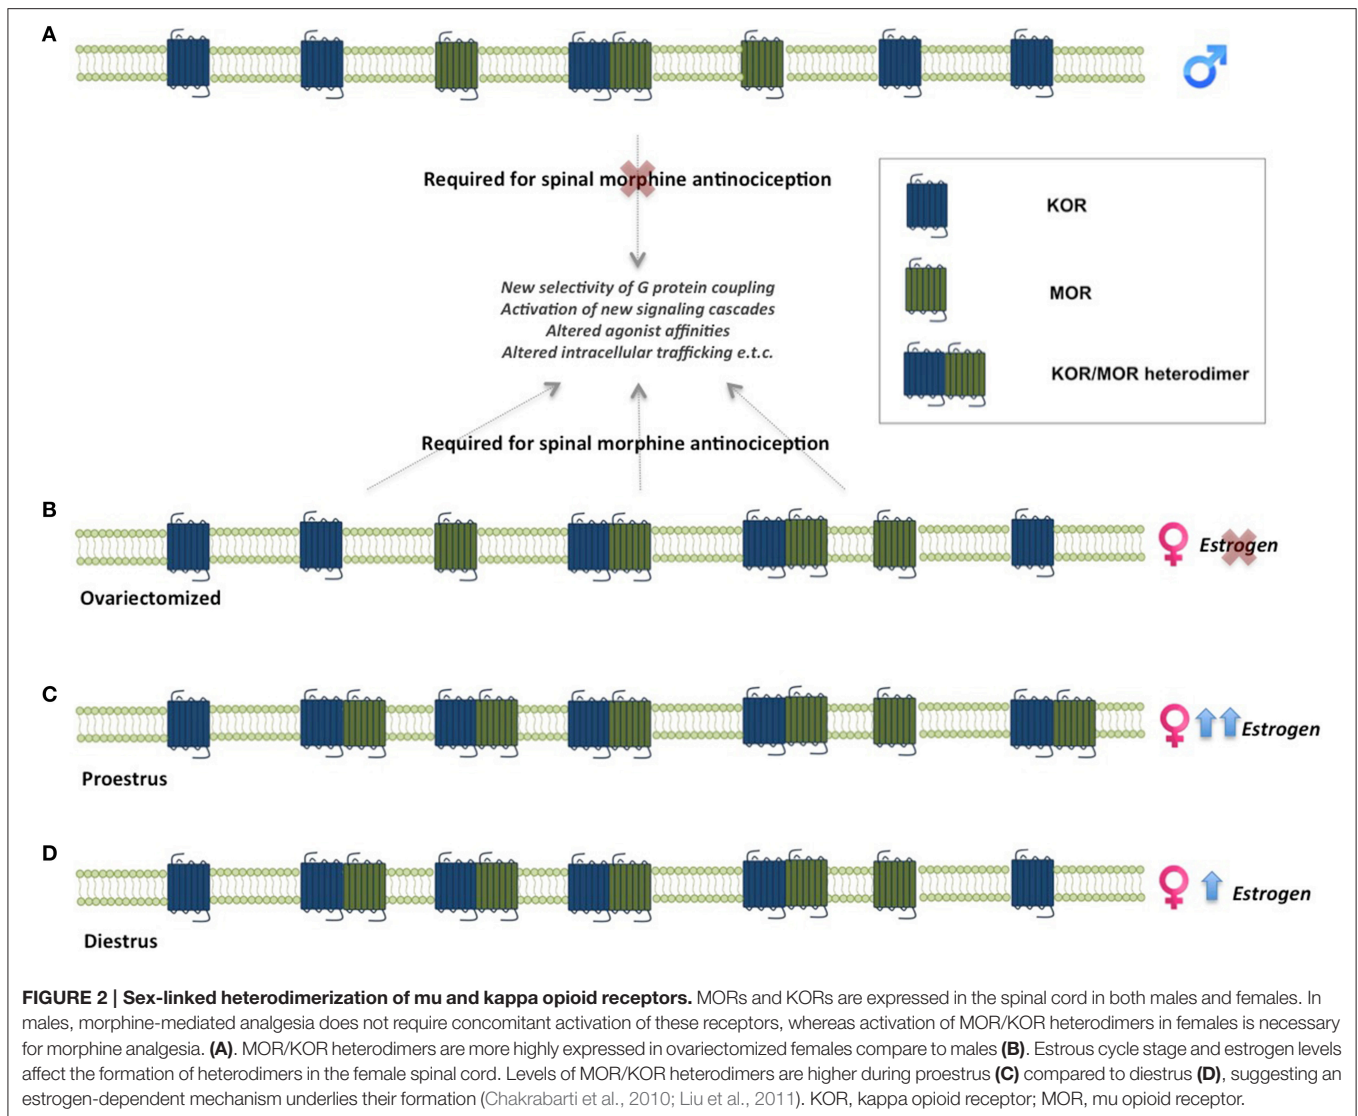 A
Required for spinal morphine antinociception
New selectivity of G protein coupling
Activation of new signaling cascades
Altered agonist affinities
Altered intracellular trafficking e.t.c.
KOR
MOR
KOR/MOR heterodimer
Required for spinal morphine antinociception
B
Estrogen
Ovariectomized
C
Estrogen
Proestrus
D
Estrogen
Diestrus
FIGURE 2 | Sex-linked heterodimerization of mu and kappa opioid receptors. MORs and KORs are expressed in the spinal cord in both males and females. In
males, morphine-mediated analgesia does not require concomitant activation of these receptors, whereas activation of MOR/KOR heterodimers in females is necessary
for morphine analgesia. (A). MOR/KOR heterodimers are more highly expressed in ovariectomized females compare to males (B). Estrous cycle stage and estrogen levels
affect the formation of heterodimers in the female spinal cord. Levels of MOR/KOR heterodimers are higher during proestrus (C) compared to diestrus (D), suggesting an
estrogen-dependent mechanism underlies their formation (Chakrabarti et al., 2010; Liu et al., 2011). KOR, kappa opioid receptor; MOR, mu opioid receptor.